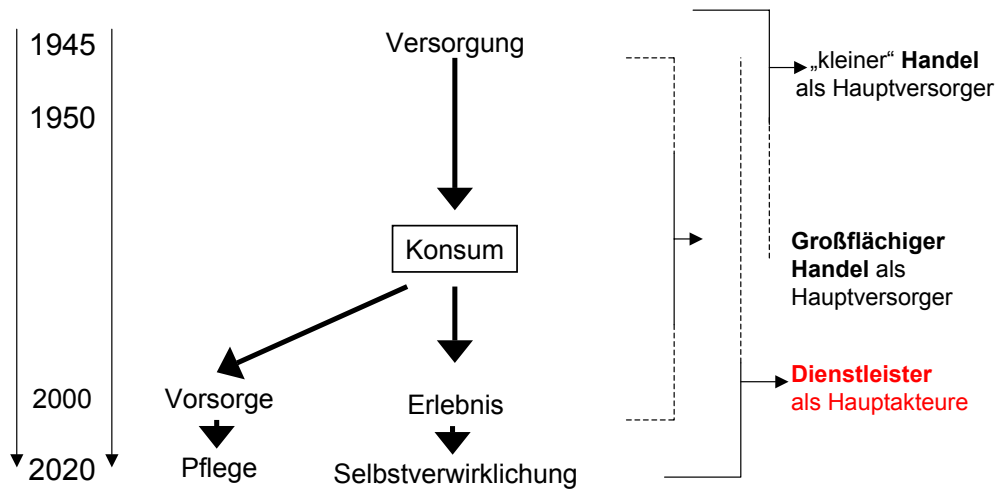 1945
Versorgung
„kleiner“ Handel
als Hauptversorger
1950
Konsum
Großflächiger
Handel als
Hauptversorger
2000
Vorsorge
Erlebnis
Dienstleister
als Hauptakteure
2020
Pflege
Selbstverwirklichung